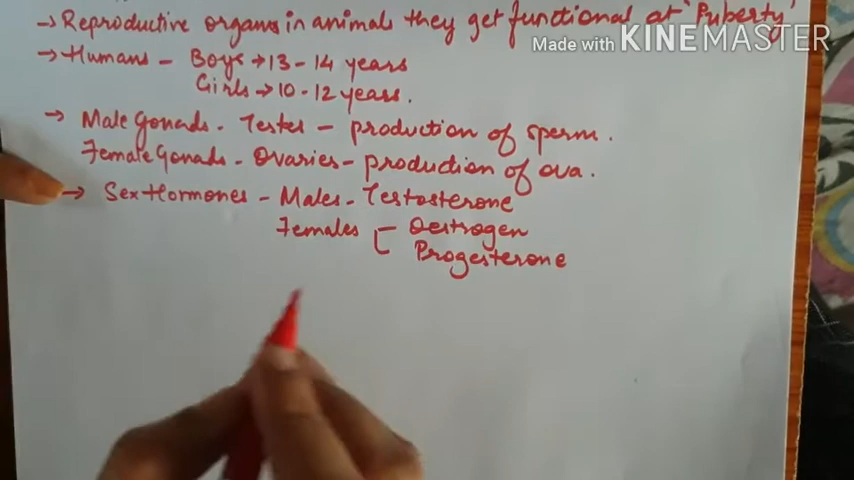 → Reproductive organs in animals they get functional at 'Puberty'
Made with KINEMASTER
→ Humans - Boys → 13 - 14 years
Girls → 10 - 12 years.
→ Male Gonads - Testes - production of sperm.
Female Gonads - Ovaries - production of ova.
→ Sex Hormones - Males - Testosterone
Females [ Oestrogen
Progesterone